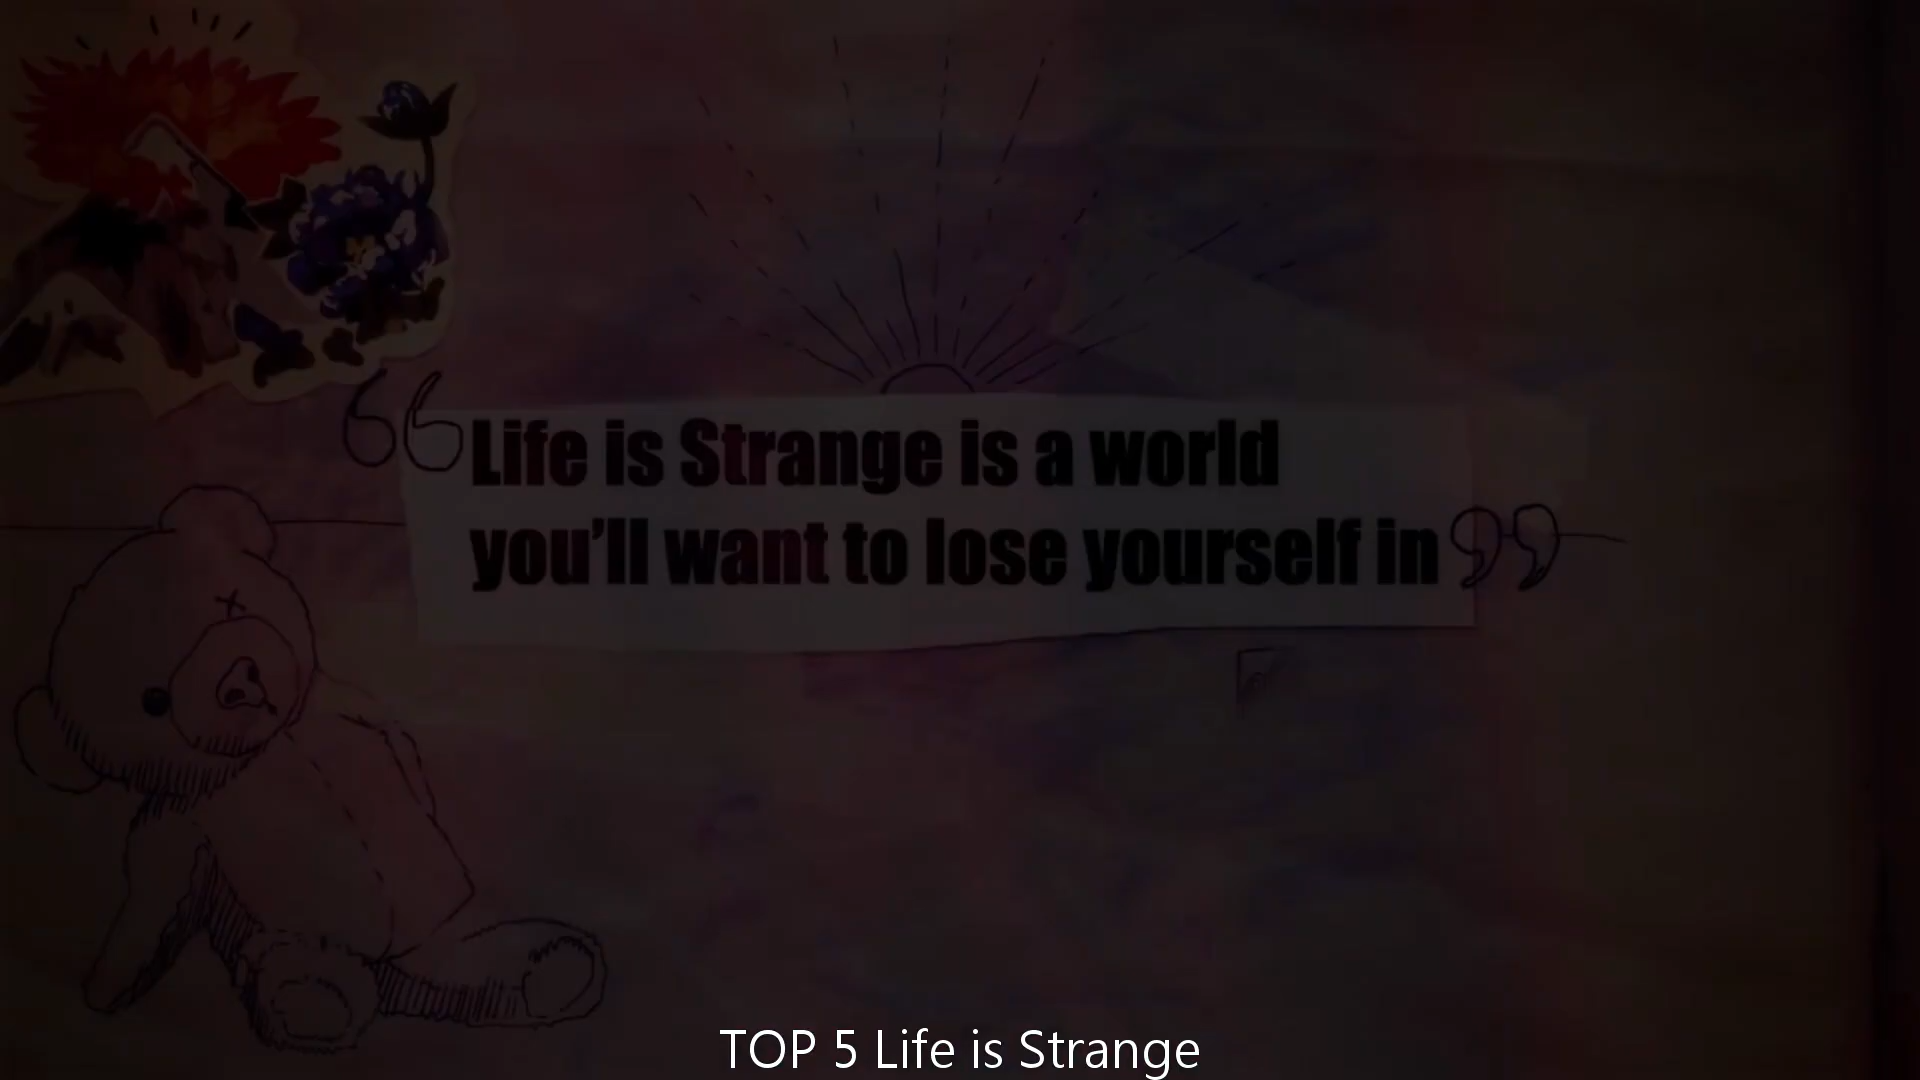 “Life is Strange is a world
you’ll want to lose yourself in”
TOP 5 Life is Strange